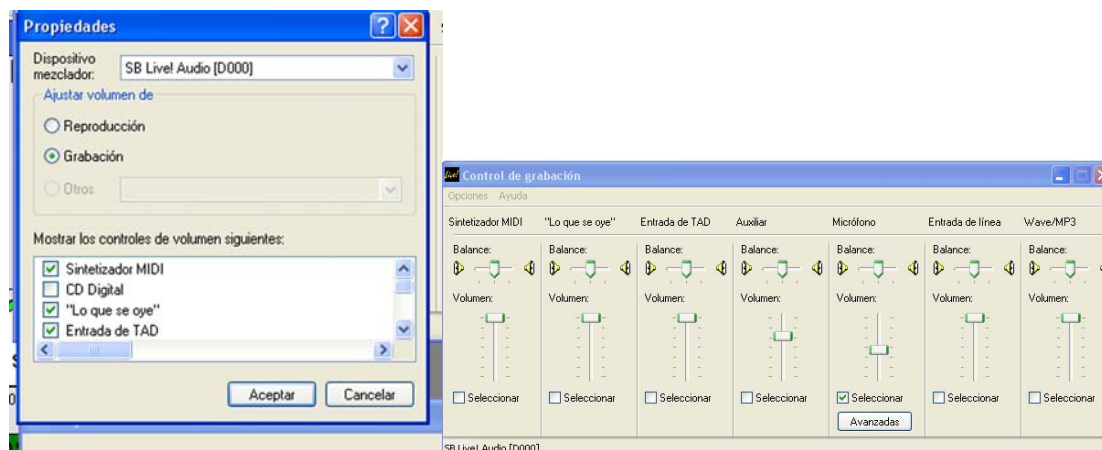 Propiedades
Dispositivo
mezclador:
SB Live! Audio [D000]
Ajustar volumen de
Reproducción
Grabación
Otros
Mostrar los controles de volumen siguientes:
Sintetizador MIDI
CD Digital
"Lo que se oye"
Entrada de TAD
Aceptar Cancelar
Live! Control de grabación
Opciones Ayuda
Sintetizador MIDI "Lo que se oye" Entrada de TAD Auxiliar Micrófono Entrada de línea Wave/MP3
Balance: Balance: Balance: Balance: Balance: Balance: Balance:
Volumen: Volumen: Volumen: Volumen: Volumen: Volumen: Volumen:
Seleccionar Seleccionar Seleccionar Seleccionar Seleccionar Seleccionar Seleccionar
Avanzadas
SB Live! Audio [D000]